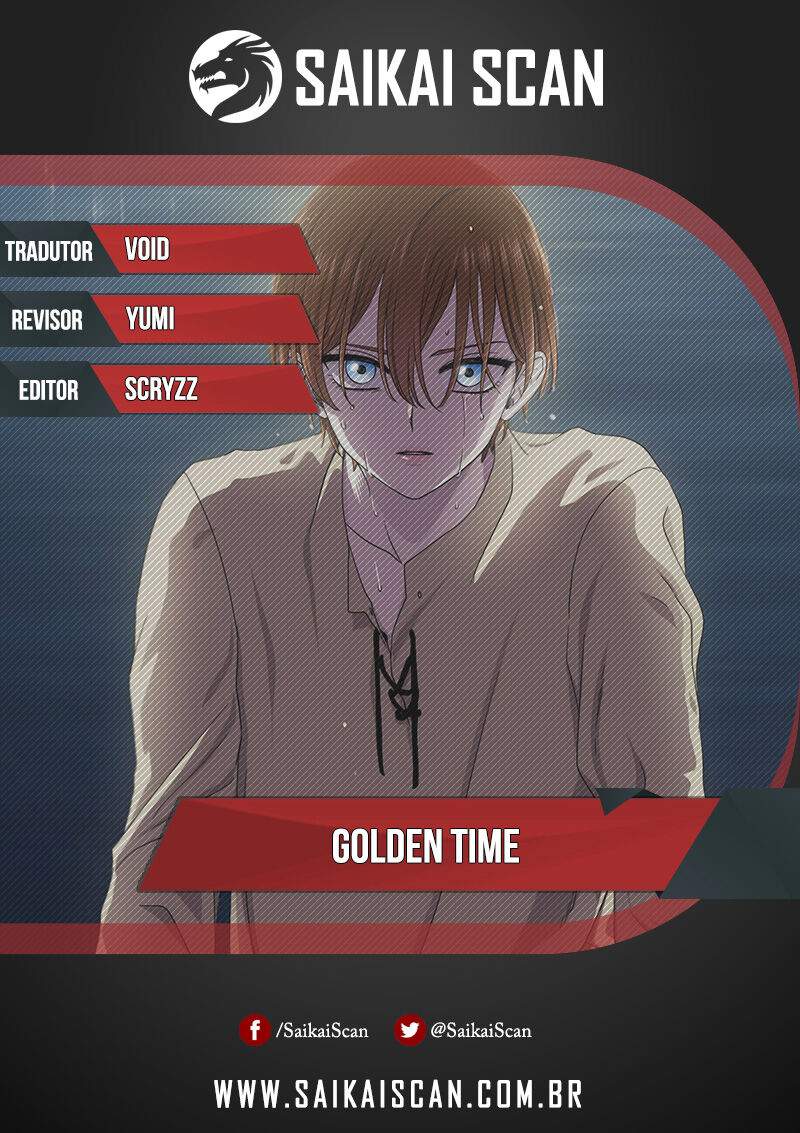 SAIKAI SCAN
TRADUTOR VOID
REVISOR YUMI
EDITOR SCRYZZ
GOLDEN TIME
/SaikaiScan @SaikaiScan
WWW.SAIKAISCAN.COM.BR